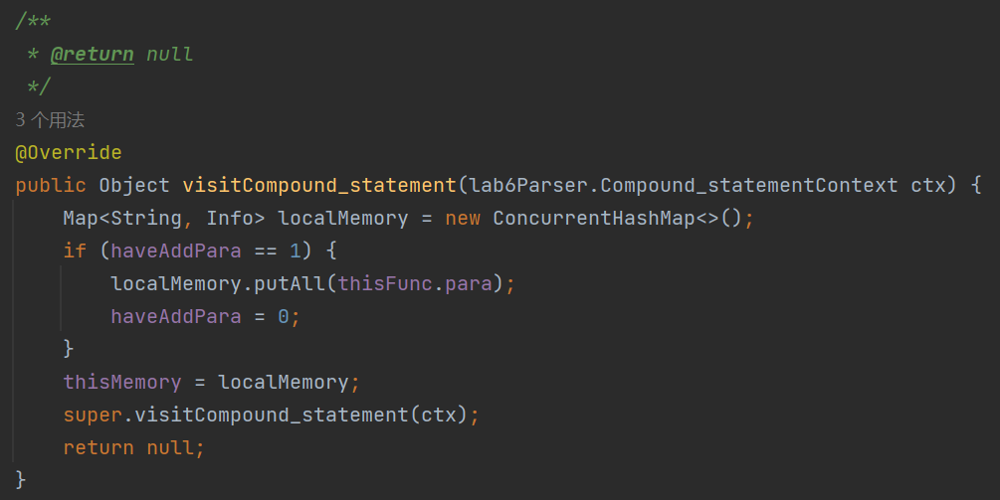 /**
 * @return null
 */
3 个用法
@Override
public Object visitCompound_statement(lab6Parser.Compound_statementContext ctx) {
    Map<String, Info> localMemory = new ConcurrentHashMap<>();
    if (haveAddPara == 1) {
        localMemory.putAll(thisFunc.para);
        haveAddPara = 0;
    }
    thisMemory = localMemory;
    super.visitCompound_statement(ctx);
    return null;
}